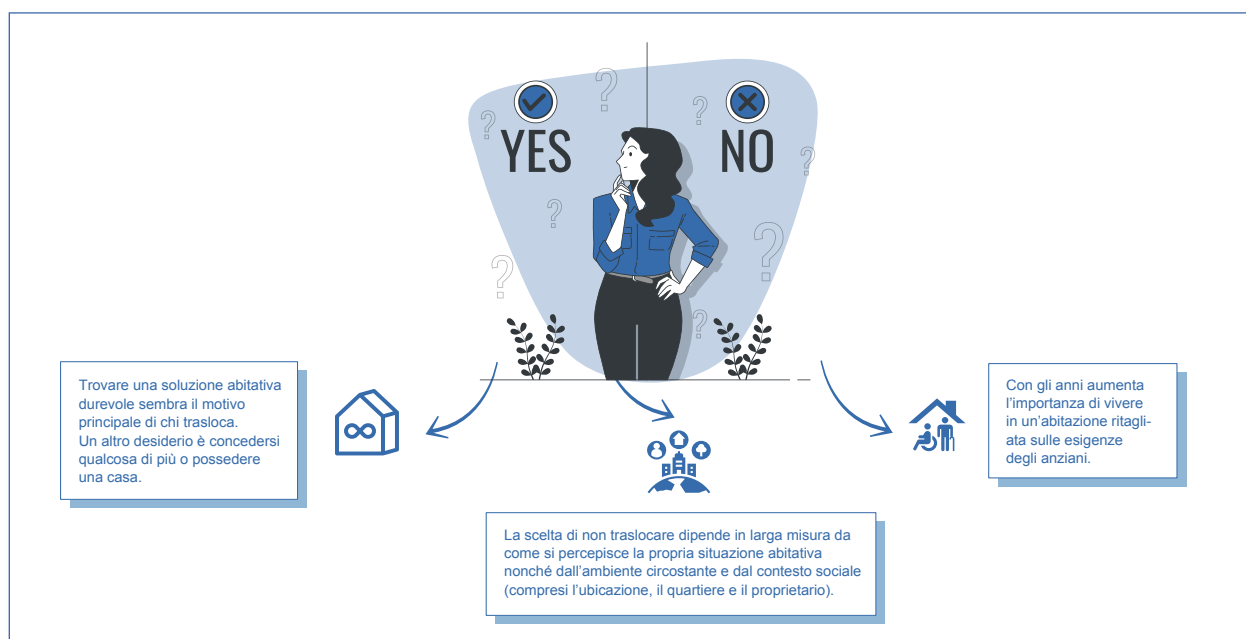 YES
NO
Trovare una soluzione abitativa
durevole sembra il motivo
principale di chi trasloca.
Un altro desiderio è concedersi
qualcosa di più o possedere
una casa.
La scelta di non traslocare dipende in larga misura da
come si percepisce la propria situazione abitativa
nonché dall’ambiente circostante e dal contesto sociale
(compresi l’ubicazione, il quartiere e il proprietario).
Con gli anni aumenta
l’importanza di vivere
in un’abitazione ritagli-
ata sulle esigenze
degli anziani.